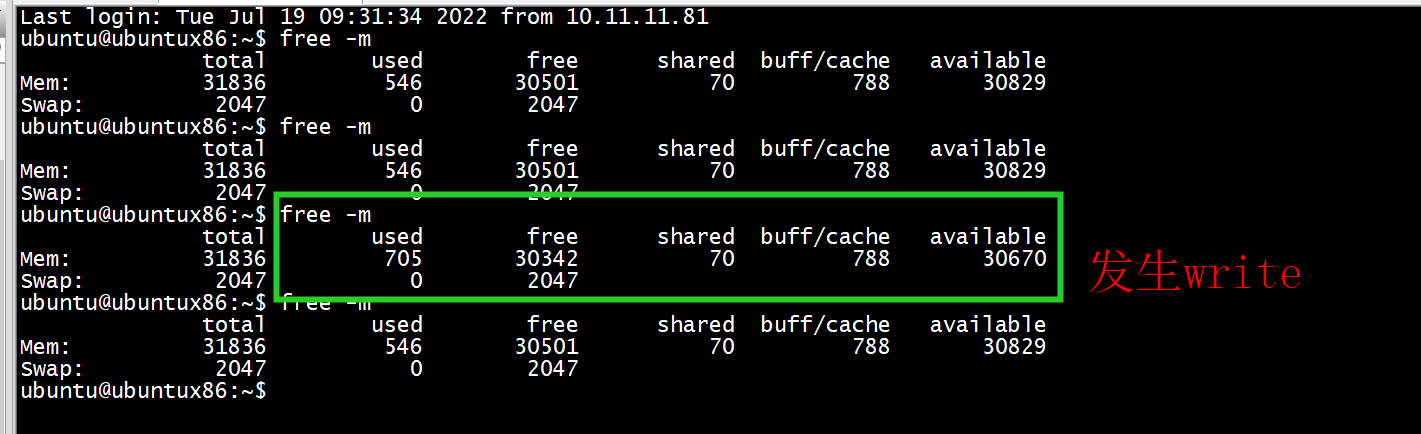 Last login: Tue Jul 19 09:31:34 2022 from 10.11.11.81
ubuntu@ubuntux86:~$ free -m
total used free shared buff/cache available
Mem: 31836 546 30501 70 788 30829
Swap: 2047 0 2047
ubuntu@ubuntux86:~$ free -m
total used free shared buff/cache available
Mem: 31836 546 30501 70 788 30829
Swap: 2047 0 2047
ubuntu@ubuntux86:~$ free -m
total used free shared buff/cache available
Mem: 31836 705 30342 70 788 30670
发生write
Swap: 2047 0 2047
ubuntu@ubuntux86:~$ free -m
total used free shared buff/cache available
Mem: 31836 546 30501 70 788 30829
Swap: 2047 0 2047
ubuntu@ubuntux86:~$